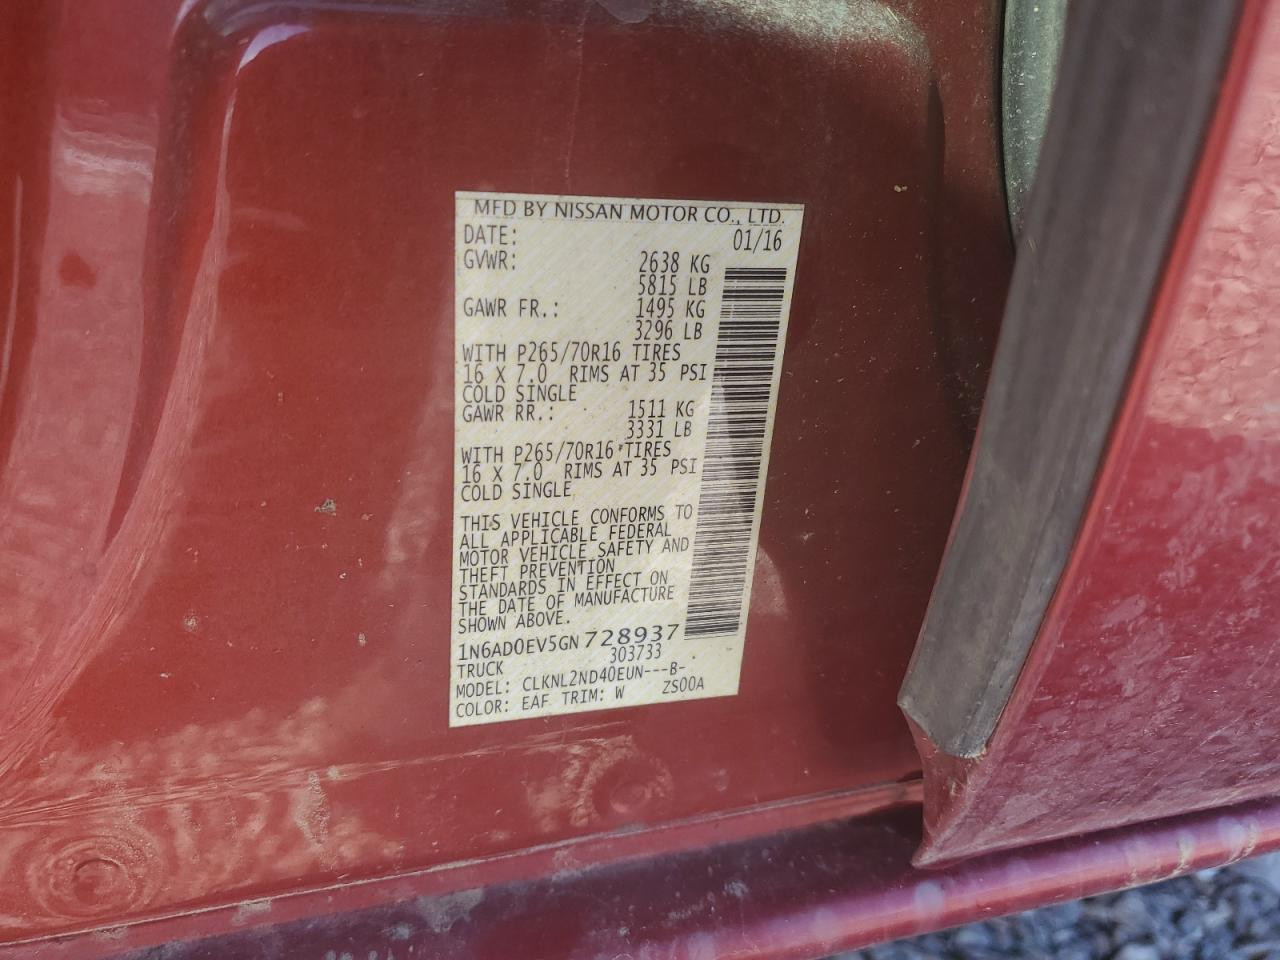 MFD BY NISSAN MOTOR CO., LTD.
DATE: 01/16
GVWR: 2638 KG
5815 LB
GAWR FR.: 1495 KG
3296 LB
WITH P265/70R16 TIRES
16 X 7.0 RIMS AT 35 PSI
COLD SINGLE
GAWR RR.: 1511 KG
3331 LB
WITH P265/70R16 TIRES
16 X 7.0 RIMS AT 35 PSI
COLD SINGLE
THIS VEHICLE CONFORMS TO
ALL APPLICABLE FEDERAL
MOTOR VEHICLE SAFETY AND
THEFT PREVENTION
STANDARDS IN EFFECT ON
THE DATE OF MANUFACTURE
SHOWN ABOVE.
1N6AD0EV5GN728937
TRUCK 303733
MODEL: CLKNL2ND40EUN---B-
COLOR: EAF TRIM: W ZS00A